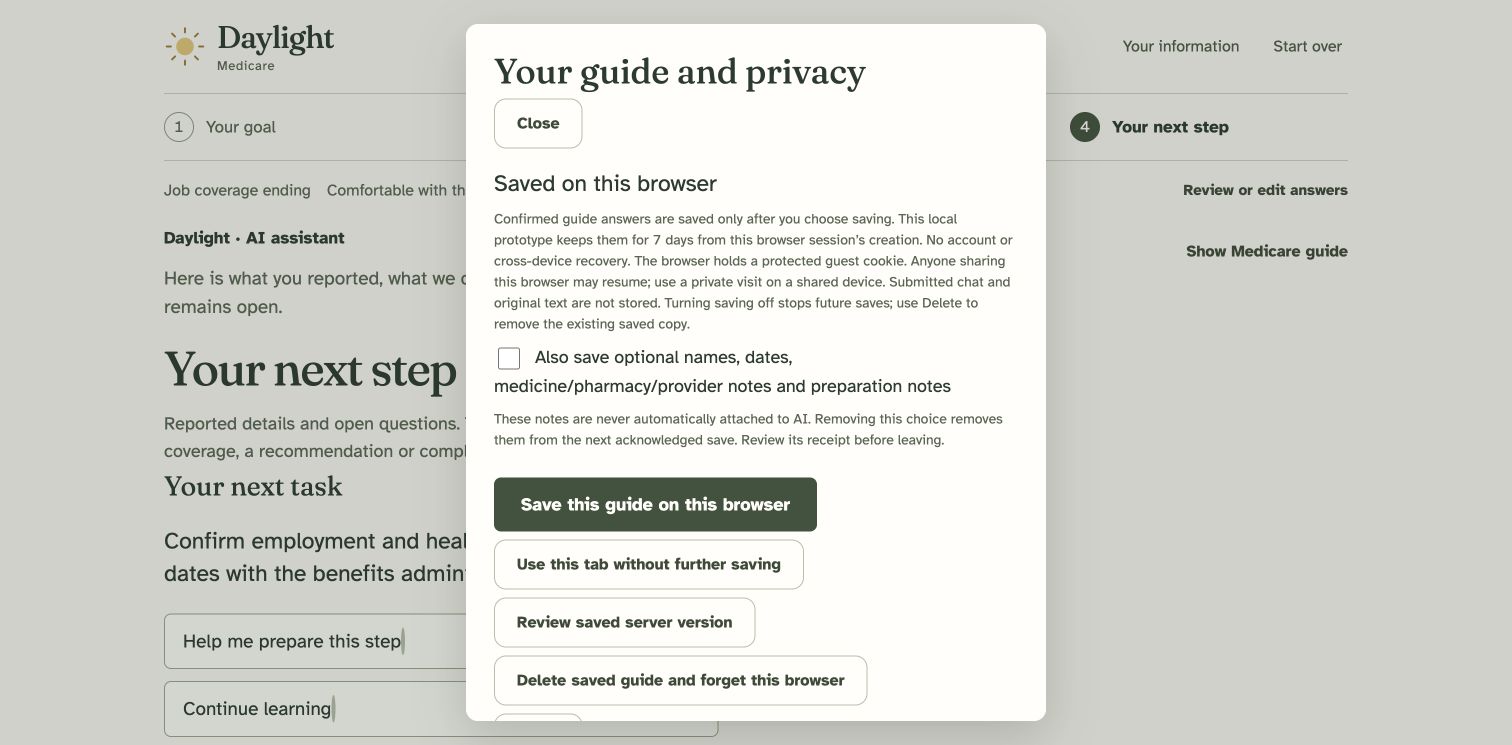 Daylight
Medicare
Your information
Start over
1 Your goal
4 Your next step
Job coverage ending Comfortable with th
Review or edit answers
Daylight • AI assistant
Show Medicare guide
Here is what you reported, what we
remains open.
Your next step
Reported details and open questions.
coverage, a recommendation or compl
Your next task
Confirm employment and heal
dates with the benefits admin
Help me prepare this step
Continue learning
Your guide and privacy
Close
Saved on this browser
Confirmed guide answers are saved only after you choose saving. This local
prototype keeps them for 7 days from this browser session's creation. No account or
cross-device recovery. The browser holds a protected guest cookie. Anyone sharing
this browser may resume; use a private visit on a shared device. Submitted chat and
original text are not stored. Turning saving off stops future saves; use Delete to
remove the existing saved copy.
Also save optional names, dates,
medicine/pharmacy/provider notes and preparation notes
These notes are never automatically attached to AI. Removing this choice removes
them from the next acknowledged save. Review its receipt before leaving.
Save this guide on this browser
Use this tab without further saving
Review saved server version
Delete saved guide and forget this browser